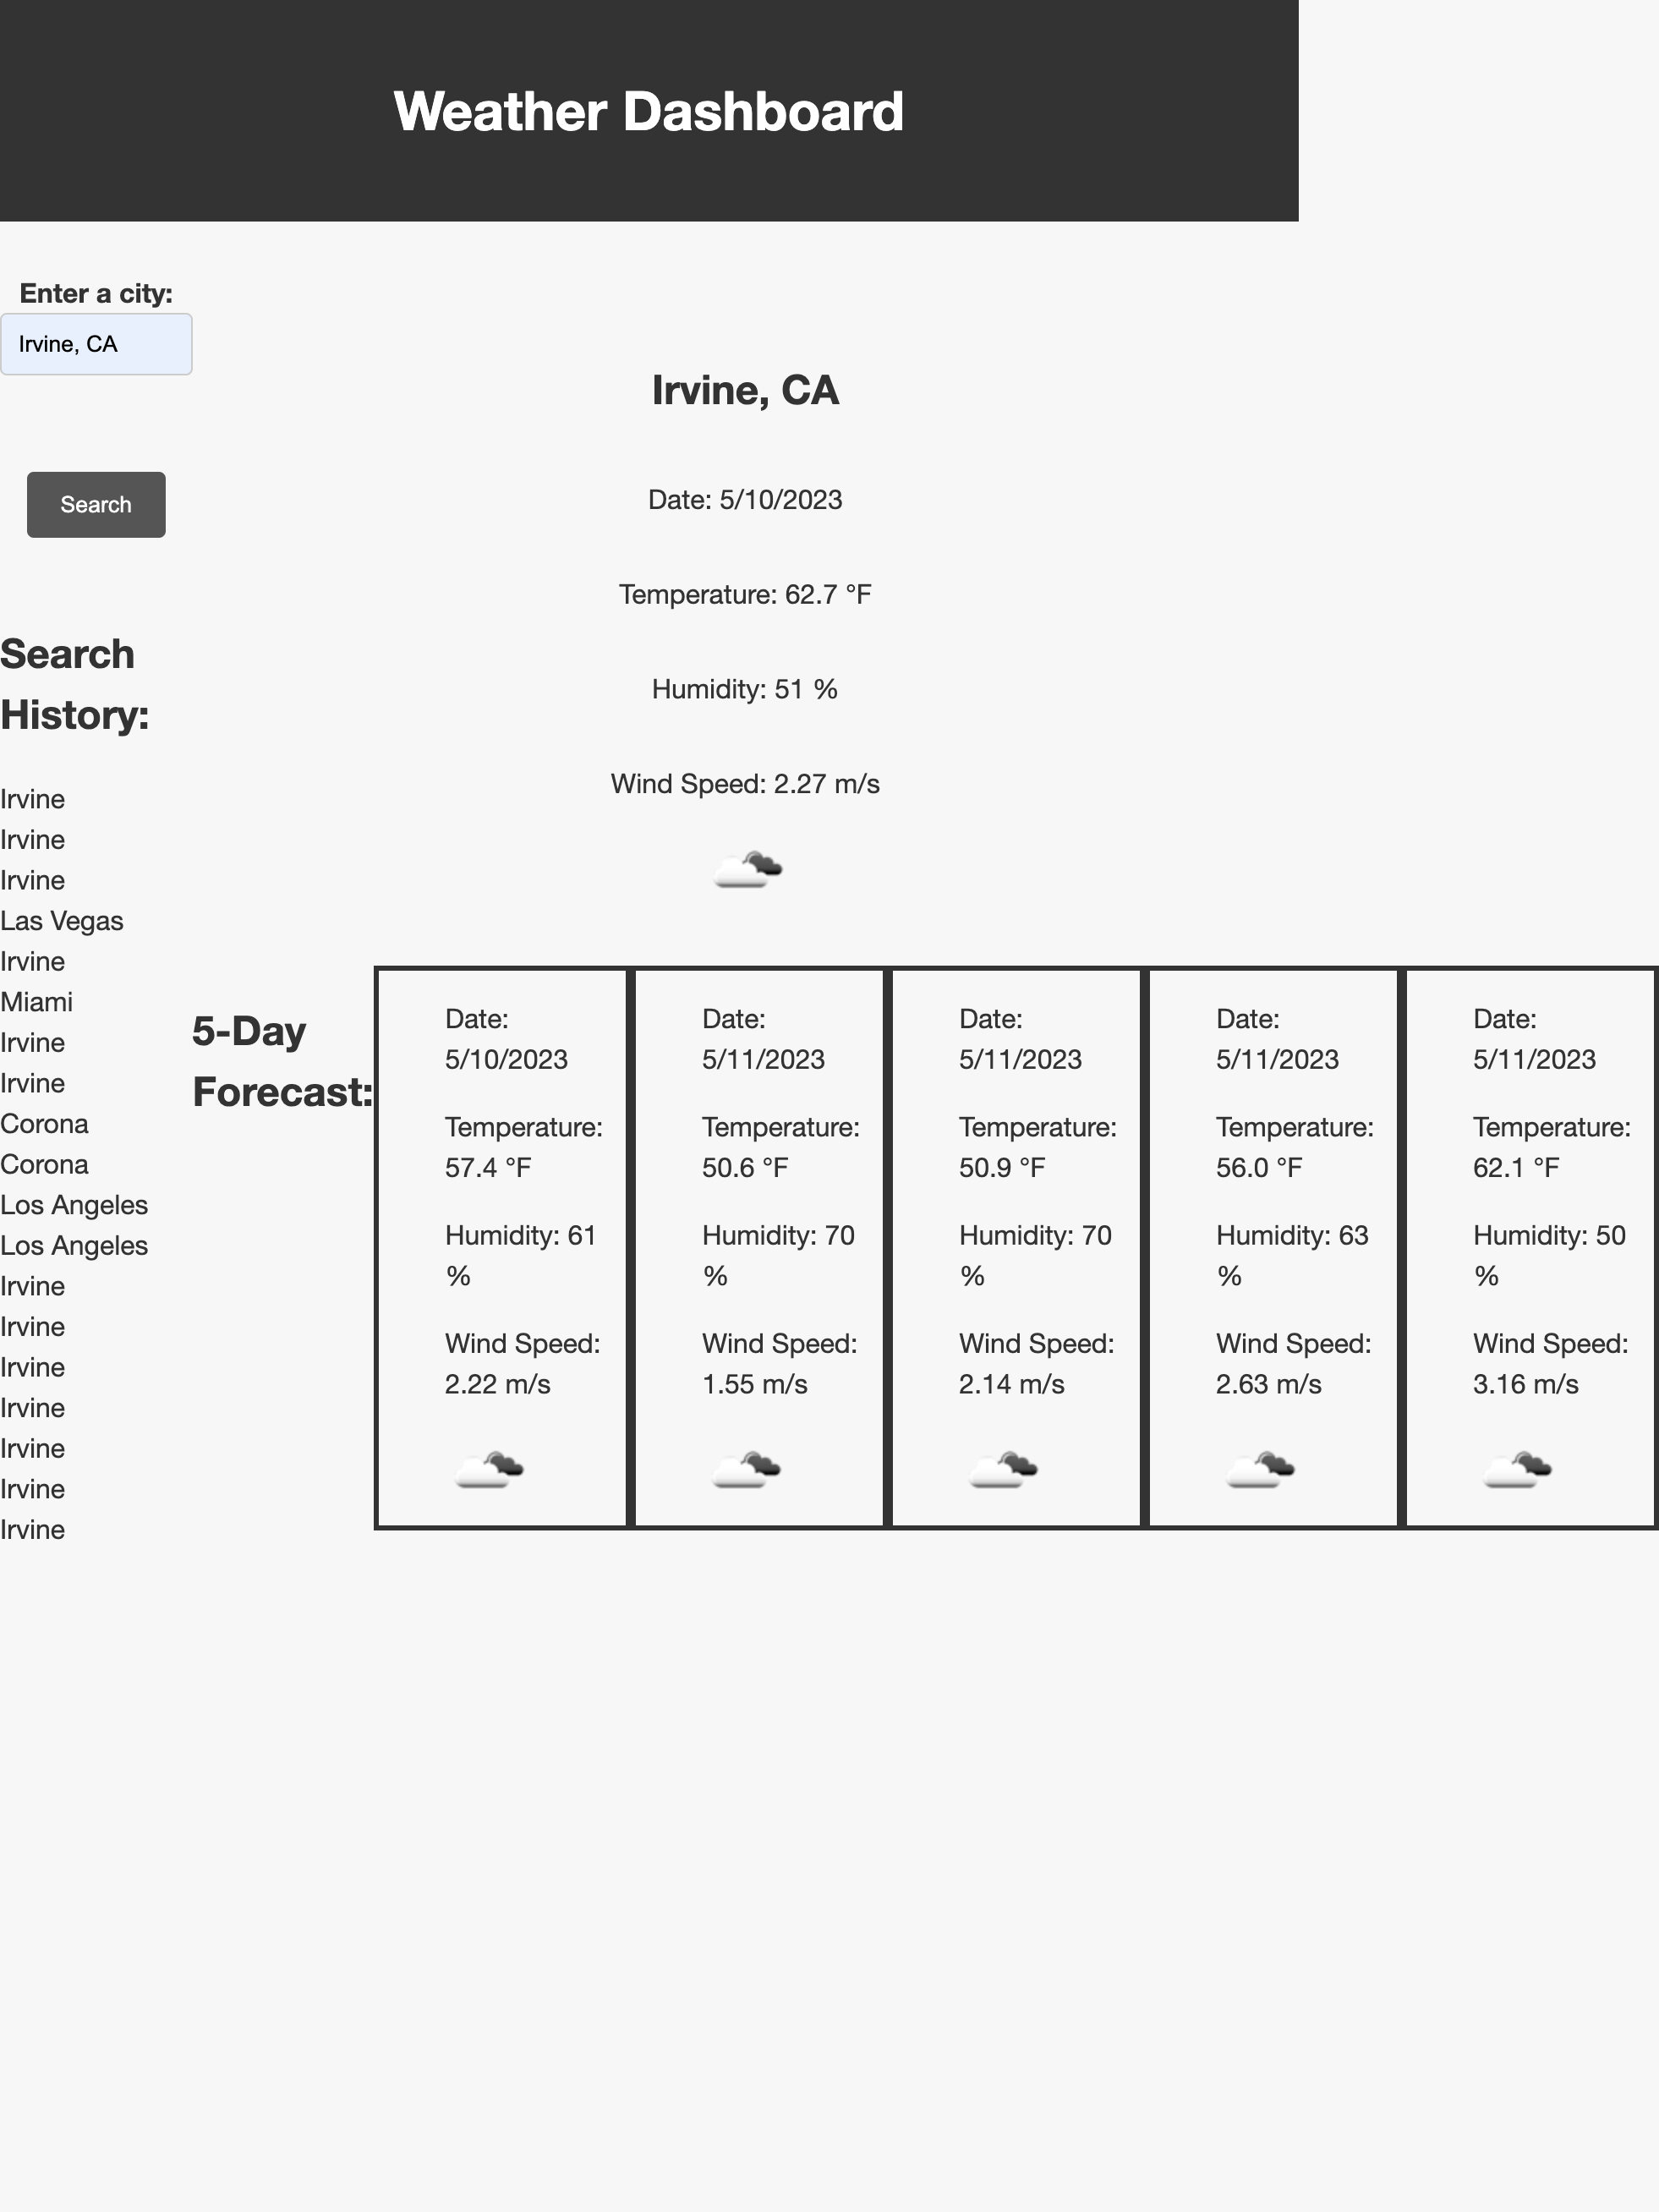 Weather Dashboard
Enter a city:
Irvine, CA
Search
Search
History:
Irvine
Irvine
Irvine
Las Vegas
Irvine
Miami
Irvine
Irvine
Corona
Corona
Los Angeles
Los Angeles
Irvine
Irvine
Irvine
Irvine
Irvine
Irvine
Irvine
Irvine, CA
Date: 5/10/2023
Temperature: 62.7 °F
Humidity: 51 %
Wind Speed: 2.27 m/s
5-Day
Forecast:
Date:
5/10/2023
Temperature:
57.4 °F
Humidity: 61
%
Wind Speed:
2.22 m/s
Date:
5/11/2023
Temperature:
50.6 °F
Humidity: 70
%
Wind Speed:
1.55 m/s
Date:
5/11/2023
Temperature:
50.9 °F
Humidity: 70
%
Wind Speed:
2.14 m/s
Date:
5/11/2023
Temperature:
56.0 °F
Humidity: 63
%
Wind Speed:
2.63 m/s
Date:
5/11/2023
Temperature:
62.1 °F
Humidity: 50
%
Wind Speed:
3.16 m/s